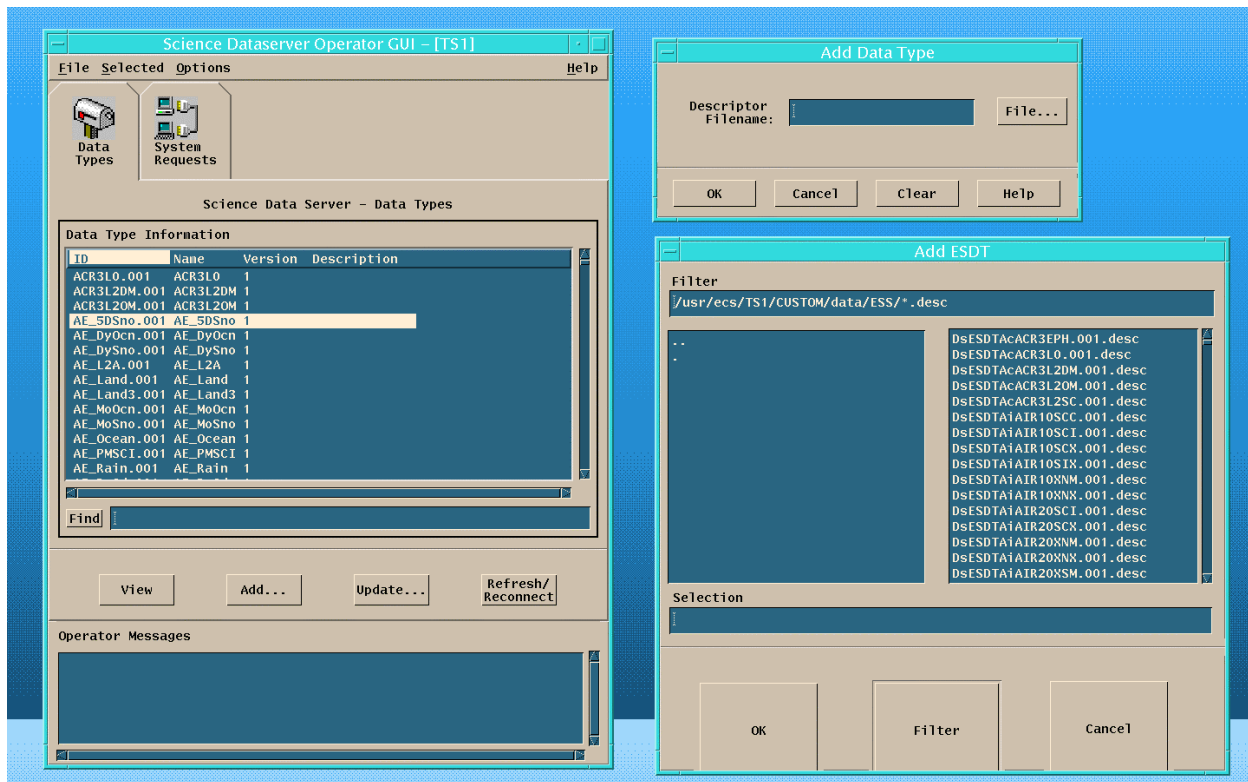 Science Dataserver Operator GUI – [TS1]
File Selected Options Help
Data Types
System Requests
Science Data Server – Data Types
Data Type Information
ID Name Version Description
ACR3L0.001 ACR3L0 1
ACR3L2DM.001 ACR3L2DM 1
ACR3L2OM.001 ACR3L2OM 1
AE_5DSno.001 AE_5DSno 1
AE_DyOcn.001 AE_DyOcn 1
AE_DySno.001 AE_DySno 1
AE_L2A.001 AE_L2A 1
AE_Land.001 AE_Land 1
AE_Land3.001 AE_Land3 1
AE_MoOcn.001 AE_MoOcn 1
AE_MoSno.001 AE_MoSno 1
AE_Ocean.001 AE_Ocean 1
AE_PMSCI.001 AE_PMSCI 1
AE_Rain.001 AE_Rain 1
Find
View Add... Update... Refresh/
Reconnect
Operator Messages
Add Data Type
Descriptor
Filename:
File...
OK Cancel Clear Help
Add ESDT
Filter
/usr/ecs/TS1/CUSTOM/data/ESS/*.desc
..
.
DsESDTAcACR3EPH.001.desc
DsESDTAcACR3L0.001.desc
DsESDTAcACR3L2DM.001.desc
DsESDTAcACR3L2OM.001.desc
DsESDTAcACR3L2SC.001.desc
DsESDTAiAIR10SCC.001.desc
DsESDTAiAIR10SCI.001.desc
DsESDTAiAIR10SCX.001.desc
DsESDTAiAIR10SIX.001.desc
DsESDTAiAIR10XNM.001.desc
DsESDTAiAIR10XNX.001.desc
DsESDTAiAIR20SCI.001.desc
DsESDTAiAIR20SCX.001.desc
DsESDTAiAIR20XNM.001.desc
DsESDTAiAIR20XNX.001.desc
DsESDTAiAIR20XSM.001.desc
Selection
OK Filter Cancel